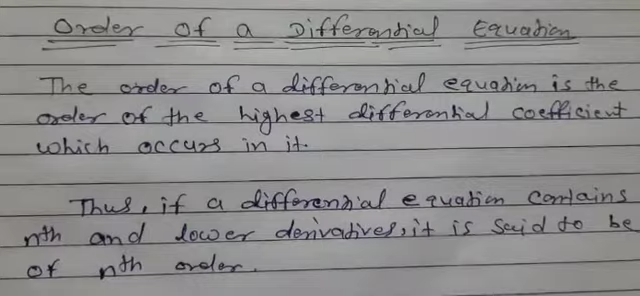 Order of a Differential Equation
The order of a differential equation is the
order of the highest differential coefficient
which occurs in it.
Thus, if a differential equation contains
nth and lower derivatives, it is said to be
of nth order.